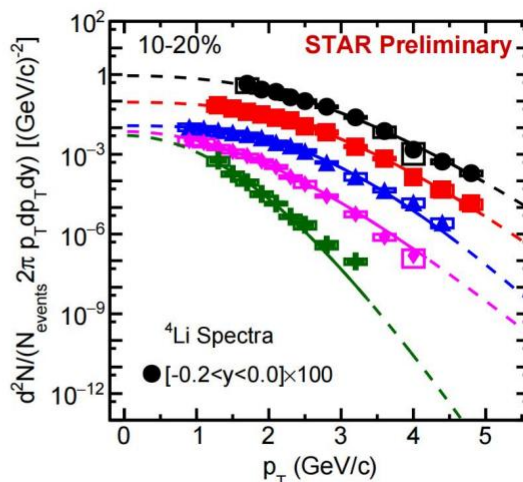 10-20% STAR Preliminary
d²N/(N_events 2π p_T dp_T dy) [(GeV/c)⁻²]
10²
1
10⁻³
10⁻⁶
10⁻⁹
10⁻¹²
⁴Li Spectra
[-0.2<y<0.0]×100
0 1 2 3 4 5
p_T (GeV/c)